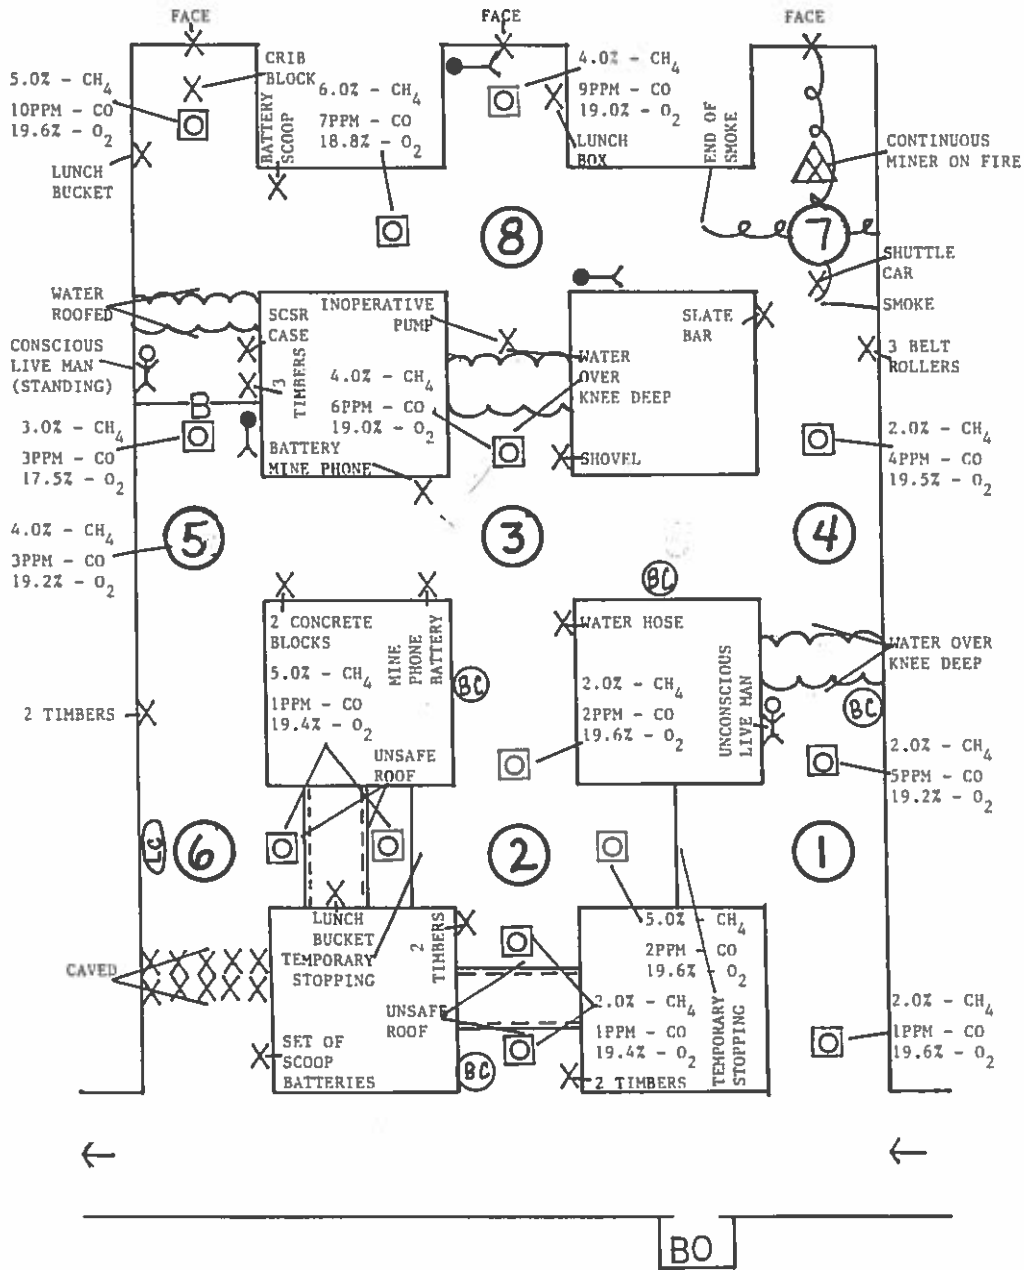 FACE
FACE
FACE
CRIB
BLOCK
5.0% - CH4
10PPM - CO
19.6% - O2
BATTERY
SCOOP
6.0% - CH4
7PPM - CO
18.8% - O2
4.0% - CH4
9PPM - CO
19.0% - O2
LUNCH
BOX
END OF
SMOKE
CONTINUOUS
MINER ON FIRE
LUNCH
BUCKET
8
7
SHUTTLE
CAR
SMOKE
WATER
ROOFED
SCSR
CASE
INOPERATIVE
PUMP
SLATE
BAR
CONSCIOUS
LIVE MAN
(STANDING)
3
TIMBERS
4.0% - CH4
6PPM - CO
19.0% - O2
WATER
OVER
KNEE DEEP
3 BELT
ROLLERS
B
3.0% - CH4
3PPM - CO
17.5% - O2
BATTERY
MINE PHONE
SHOVEL
2.0% - CH4
4PPM - CO
19.5% - O2
4.0% - CH4
3PPM - CO
19.2% - O2
5
3
4
BC
2 CONCRETE
BLOCKS
MINE
PHONE
BATTERY
5.0% - CH4
1PPM - CO
19.4% - O2
BC
WATER HOSE
2.0% - CH4
2PPM - CO
19.6% - O2
UNCONSCIOUS
LIVE MAN
WATER OVER
KNEE DEEP
BC
2 TIMBERS
UNSAFE
ROOF
2.0% - CH4
5PPM - CO
19.2% - O2
LC
6
2
1
LUNCH
BUCKET
TEMPORARY
STOPPING
2
TIMBERS
5.0% - CH4
2PPM - CO
19.6% - O2
CAVED
UNSAFE
ROOF
2.0% - CH4
1PPM - CO
19.4% - O2
TEMPORARY
STOPPING
2.0% - CH4
1PPM - CO
19.6% - O2
SET OF
SCOOP
BATTERIES
BC
2 TIMBERS
BO